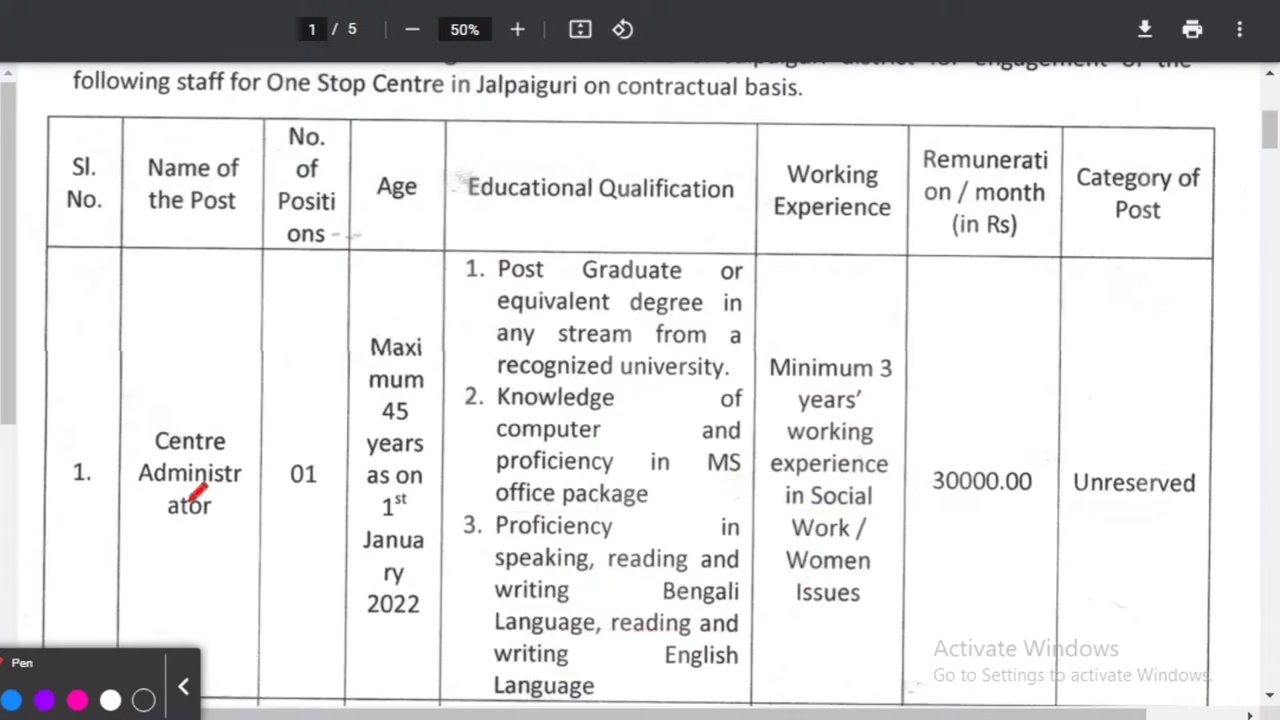 1 / 5
50%
following staff for One Stop Centre in Jalpaiguri on contractual basis.
Sl.
No.
Name of
the Post
No.
of
Positi
ons
Age
Educational Qualification
Working
Experience
Remunerati
on / month
(in Rs)
Category of
Post
1.
Centre
Administr
ator
01
Maxi
mum
45
years
as on
1st
Janua
ry
2022
1. Post Graduate or
equivalent degree in
any stream from a
recognized university.
2. Knowledge of
computer and
proficiency in MS
office package
3. Proficiency in
speaking, reading and
writing Bengali
Language, reading and
writing English
Language
Minimum 3
years’
working
experience
in Social
Work /
Women
Issues
30000.00
Unreserved
Activate Windows
Go to Settings to activate Windows.
Pen